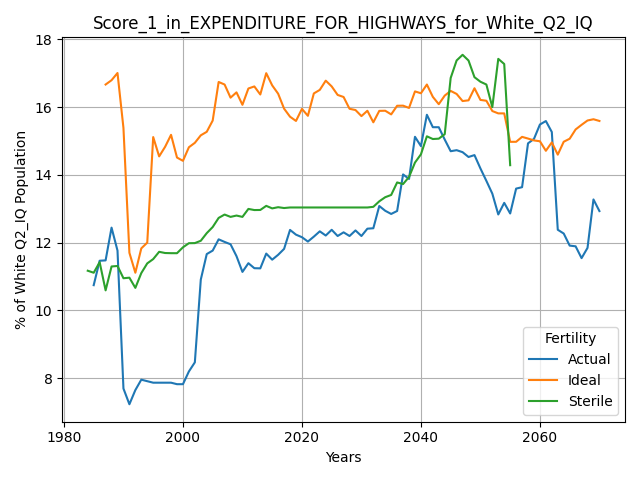 Score_1_in_EXPENDITURE_FOR_HIGHWAYS_for_White_Q2_IQ
% of White Q2_IQ Population
18
16
14
12
10
8
1980 2000 2020 2040 2060
Years
Fertility
Actual
Ideal
Sterile